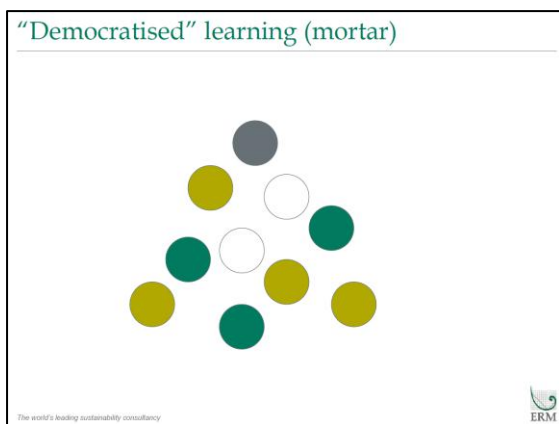 “Democratised” learning (mortar)
The world's leading sustainability consultancy
ERM